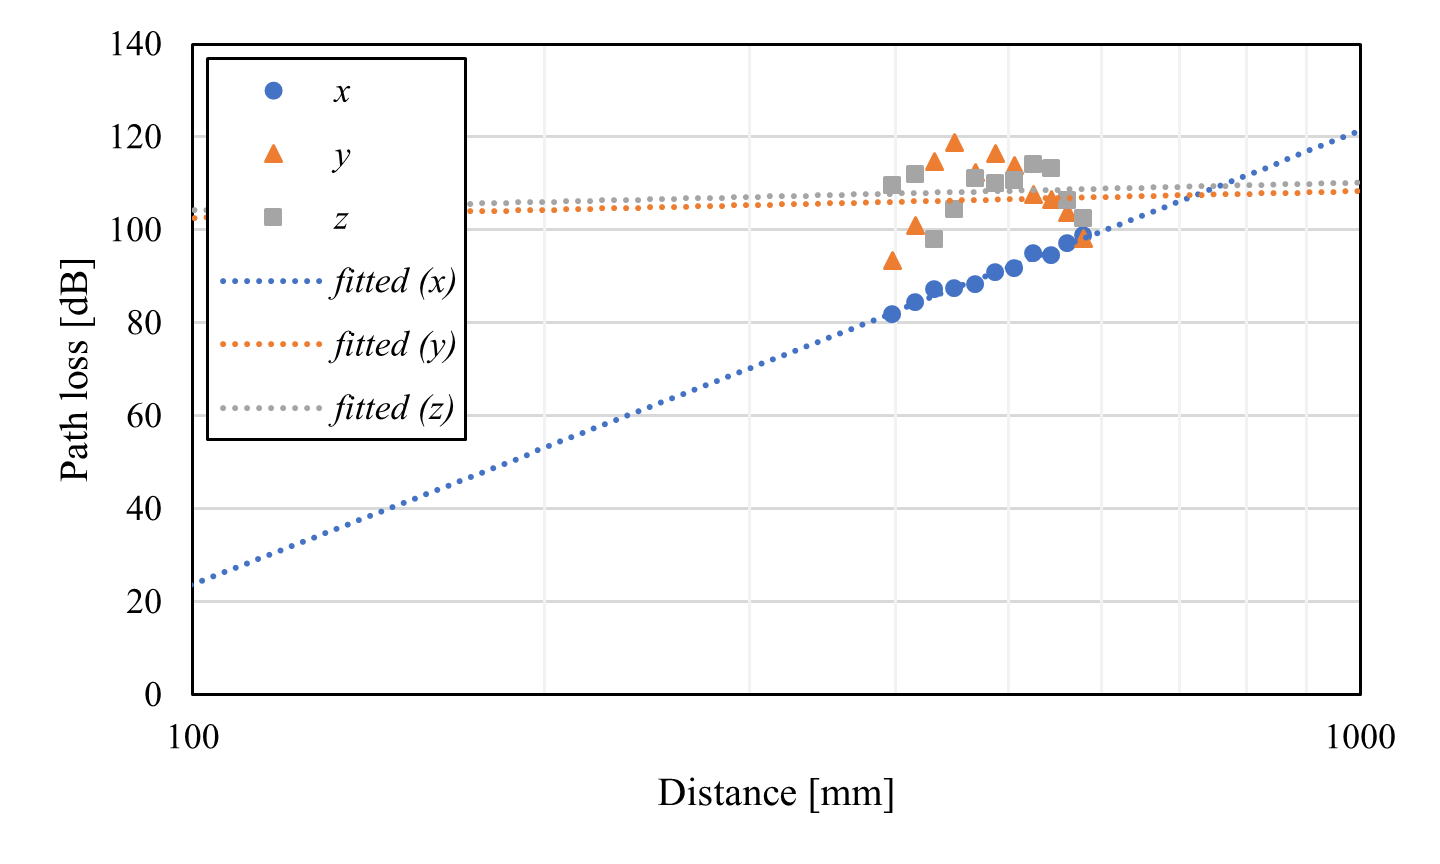 140
120
100
80
60
40
20
0
Path loss [dB]
x
y
z
fitted (x)
fitted (y)
fitted (z)
100
1000
Distance [mm]